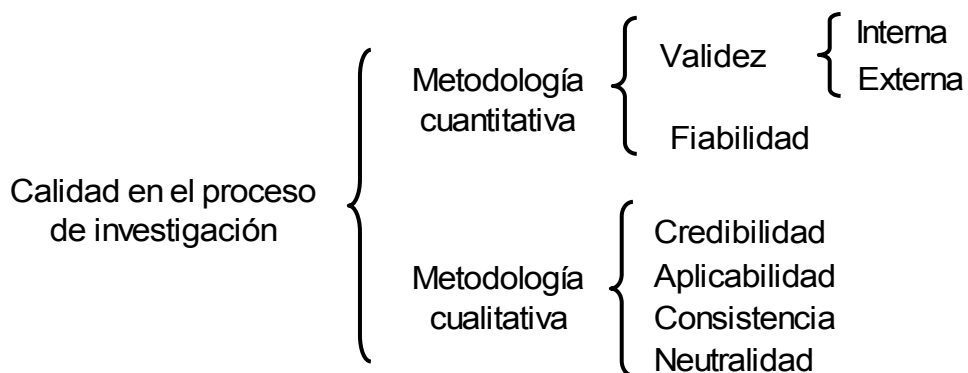 Calidad en el proceso
de investigación
Metodología
cuantitativa
Validez
Interna
Externa
Fiabilidad
Metodología
cualitativa
Credibilidad
Aplicabilidad
Consistencia
Neutralidad